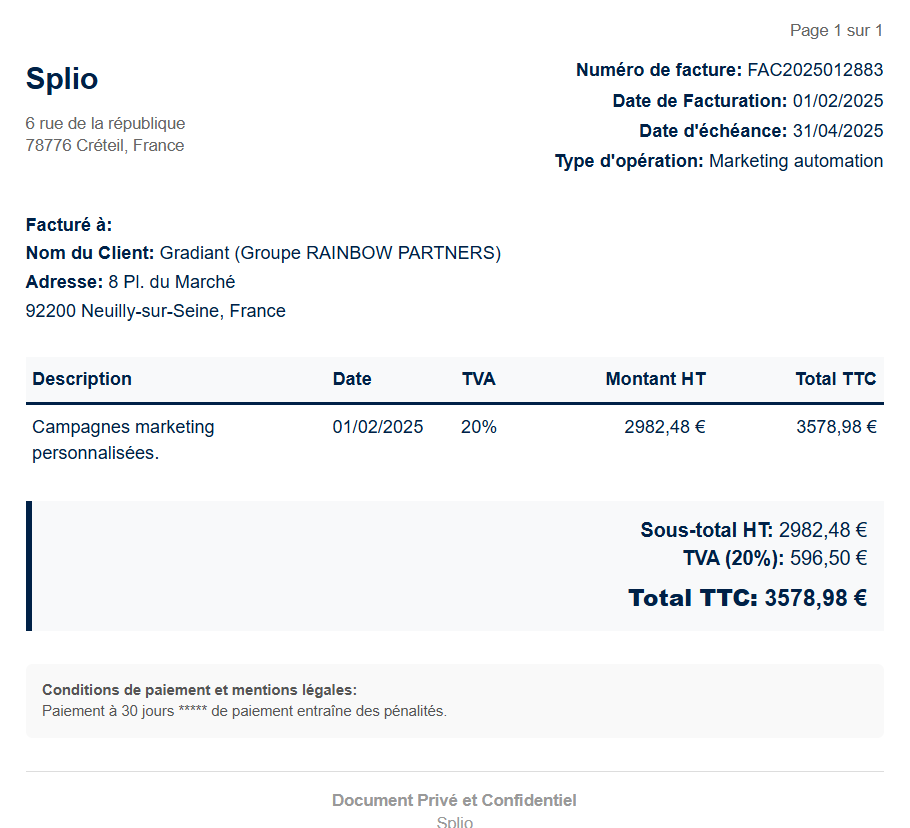 Page 1 sur 1
Splio
6 rue de la république
78776 Créteil, France
Numéro de facture: FAC2025012883
Date de Facturation: 01/02/2025
Date d'échéance: 31/04/2025
Type d'opération: Marketing automation
Facturé à:
Nom du Client: Gradiant (Groupe RAINBOW PARTNERS)
Adresse: 8 Pl. du Marché
92200 Neuilly-sur-Seine, France
Description Date TVA Montant HT Total TTC
Campagnes marketing 01/02/2025 20% 2982,48 € 3578,98 €
personnalisées.
Sous-total HT: 2982,48 €
TVA (20%): 596,50 €
Total TTC: 3578,98 €
Conditions de paiement et mentions légales:
Paiement à 30 jours ***** de paiement entraîne des pénalités.
Document Privé et Confidentiel
Splio